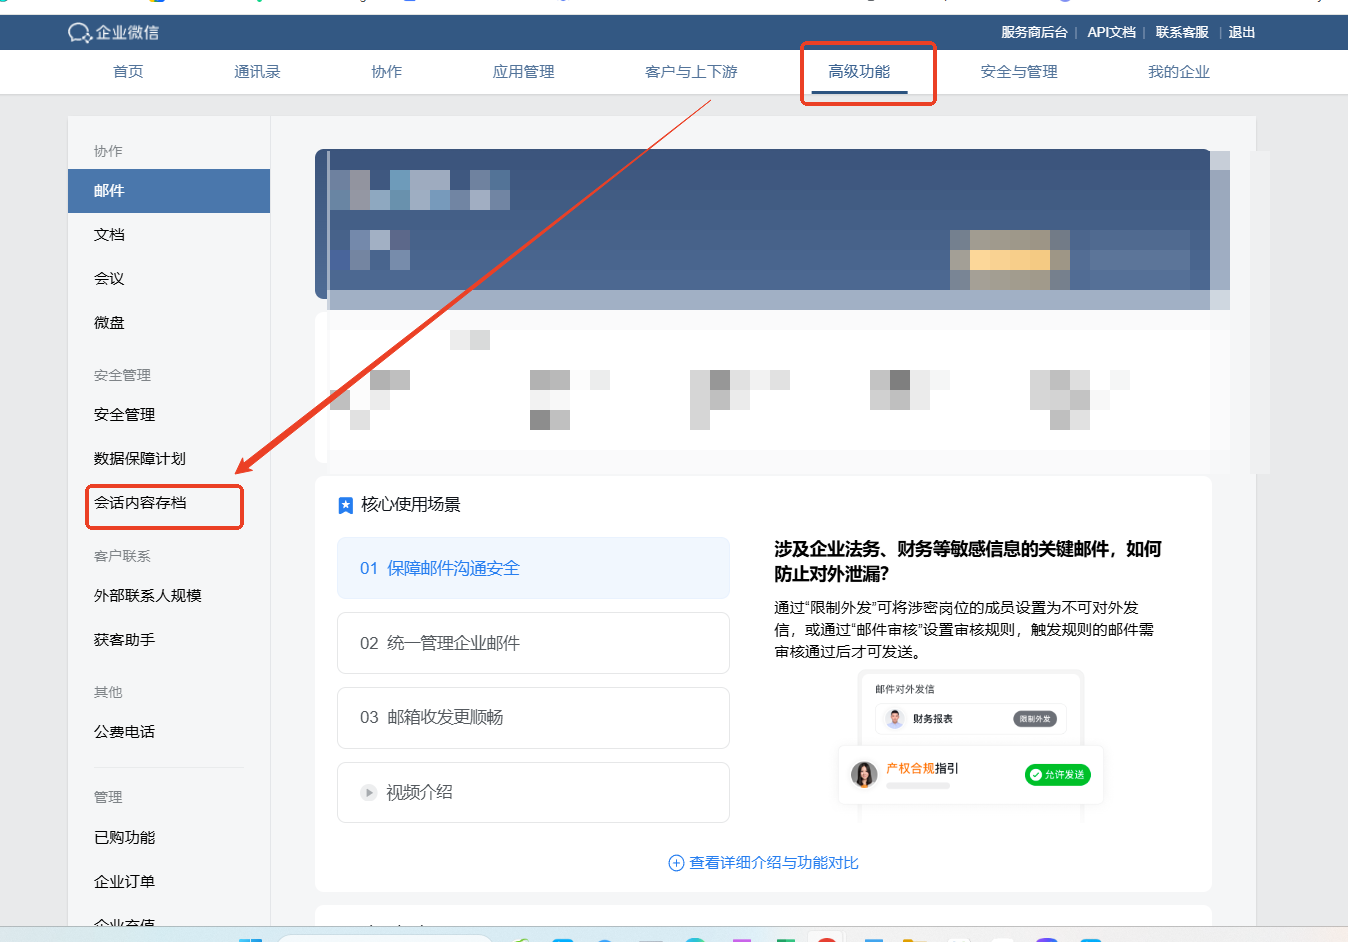 企业微信
服务商后台 | API文档 | 联系客服 | 退出
首页 通讯录 协作 应用管理 客户与上下游 高级功能 安全与管理 我的企业
协作
邮件
文档
会议
微盘
安全管理
安全管理
数据保障计划
会话内容存档
客户联系
外部联系人规模
获客助手
其他
公费电话
管理
已购功能
企业订单
企业充值
核心使用场景
01 保障邮件沟通安全
02 统一管理企业邮件
03 邮箱收发更顺畅
视频介绍
涉及企业法务、财务等敏感信息的关键邮件，如何
防止对外泄漏？
通过“限制外发”可将涉密岗位的成员设置为不可对外发
信，或通过“邮件审核”设置审核规则，触发规则的邮件需
审核通过后才可发送。
邮件对外发信
财务报表 限制外发
产权合规指引 允许发送
查看详细介绍与功能对比